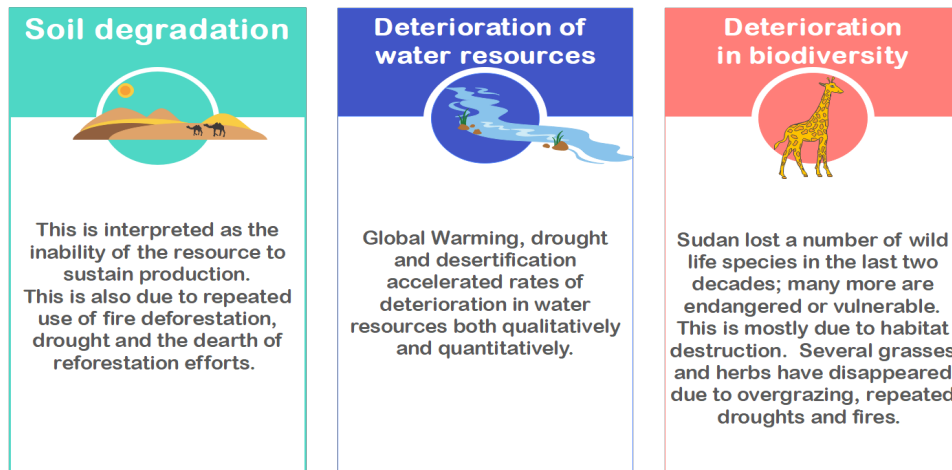 Soil degradation
This is interpreted as the
inability of the resource to
sustain production.
This is also due to repeated
use of fire deforestation,
drought and the dearth of
reforestation efforts.
Deterioration of
water resources
Global Warming, drought
and desertification
accelerated rates of
deterioration in water
resources both qualitatively
and quantitatively.
Deterioration
in biodiversity
Sudan lost a number of wild
life species in the last two
decades; many more are
endangered or vulnerable.
This is mostly due to habitat
destruction.  Several grasses
and herbs have disappeared
due to overgrazing, repeated
droughts and fires.